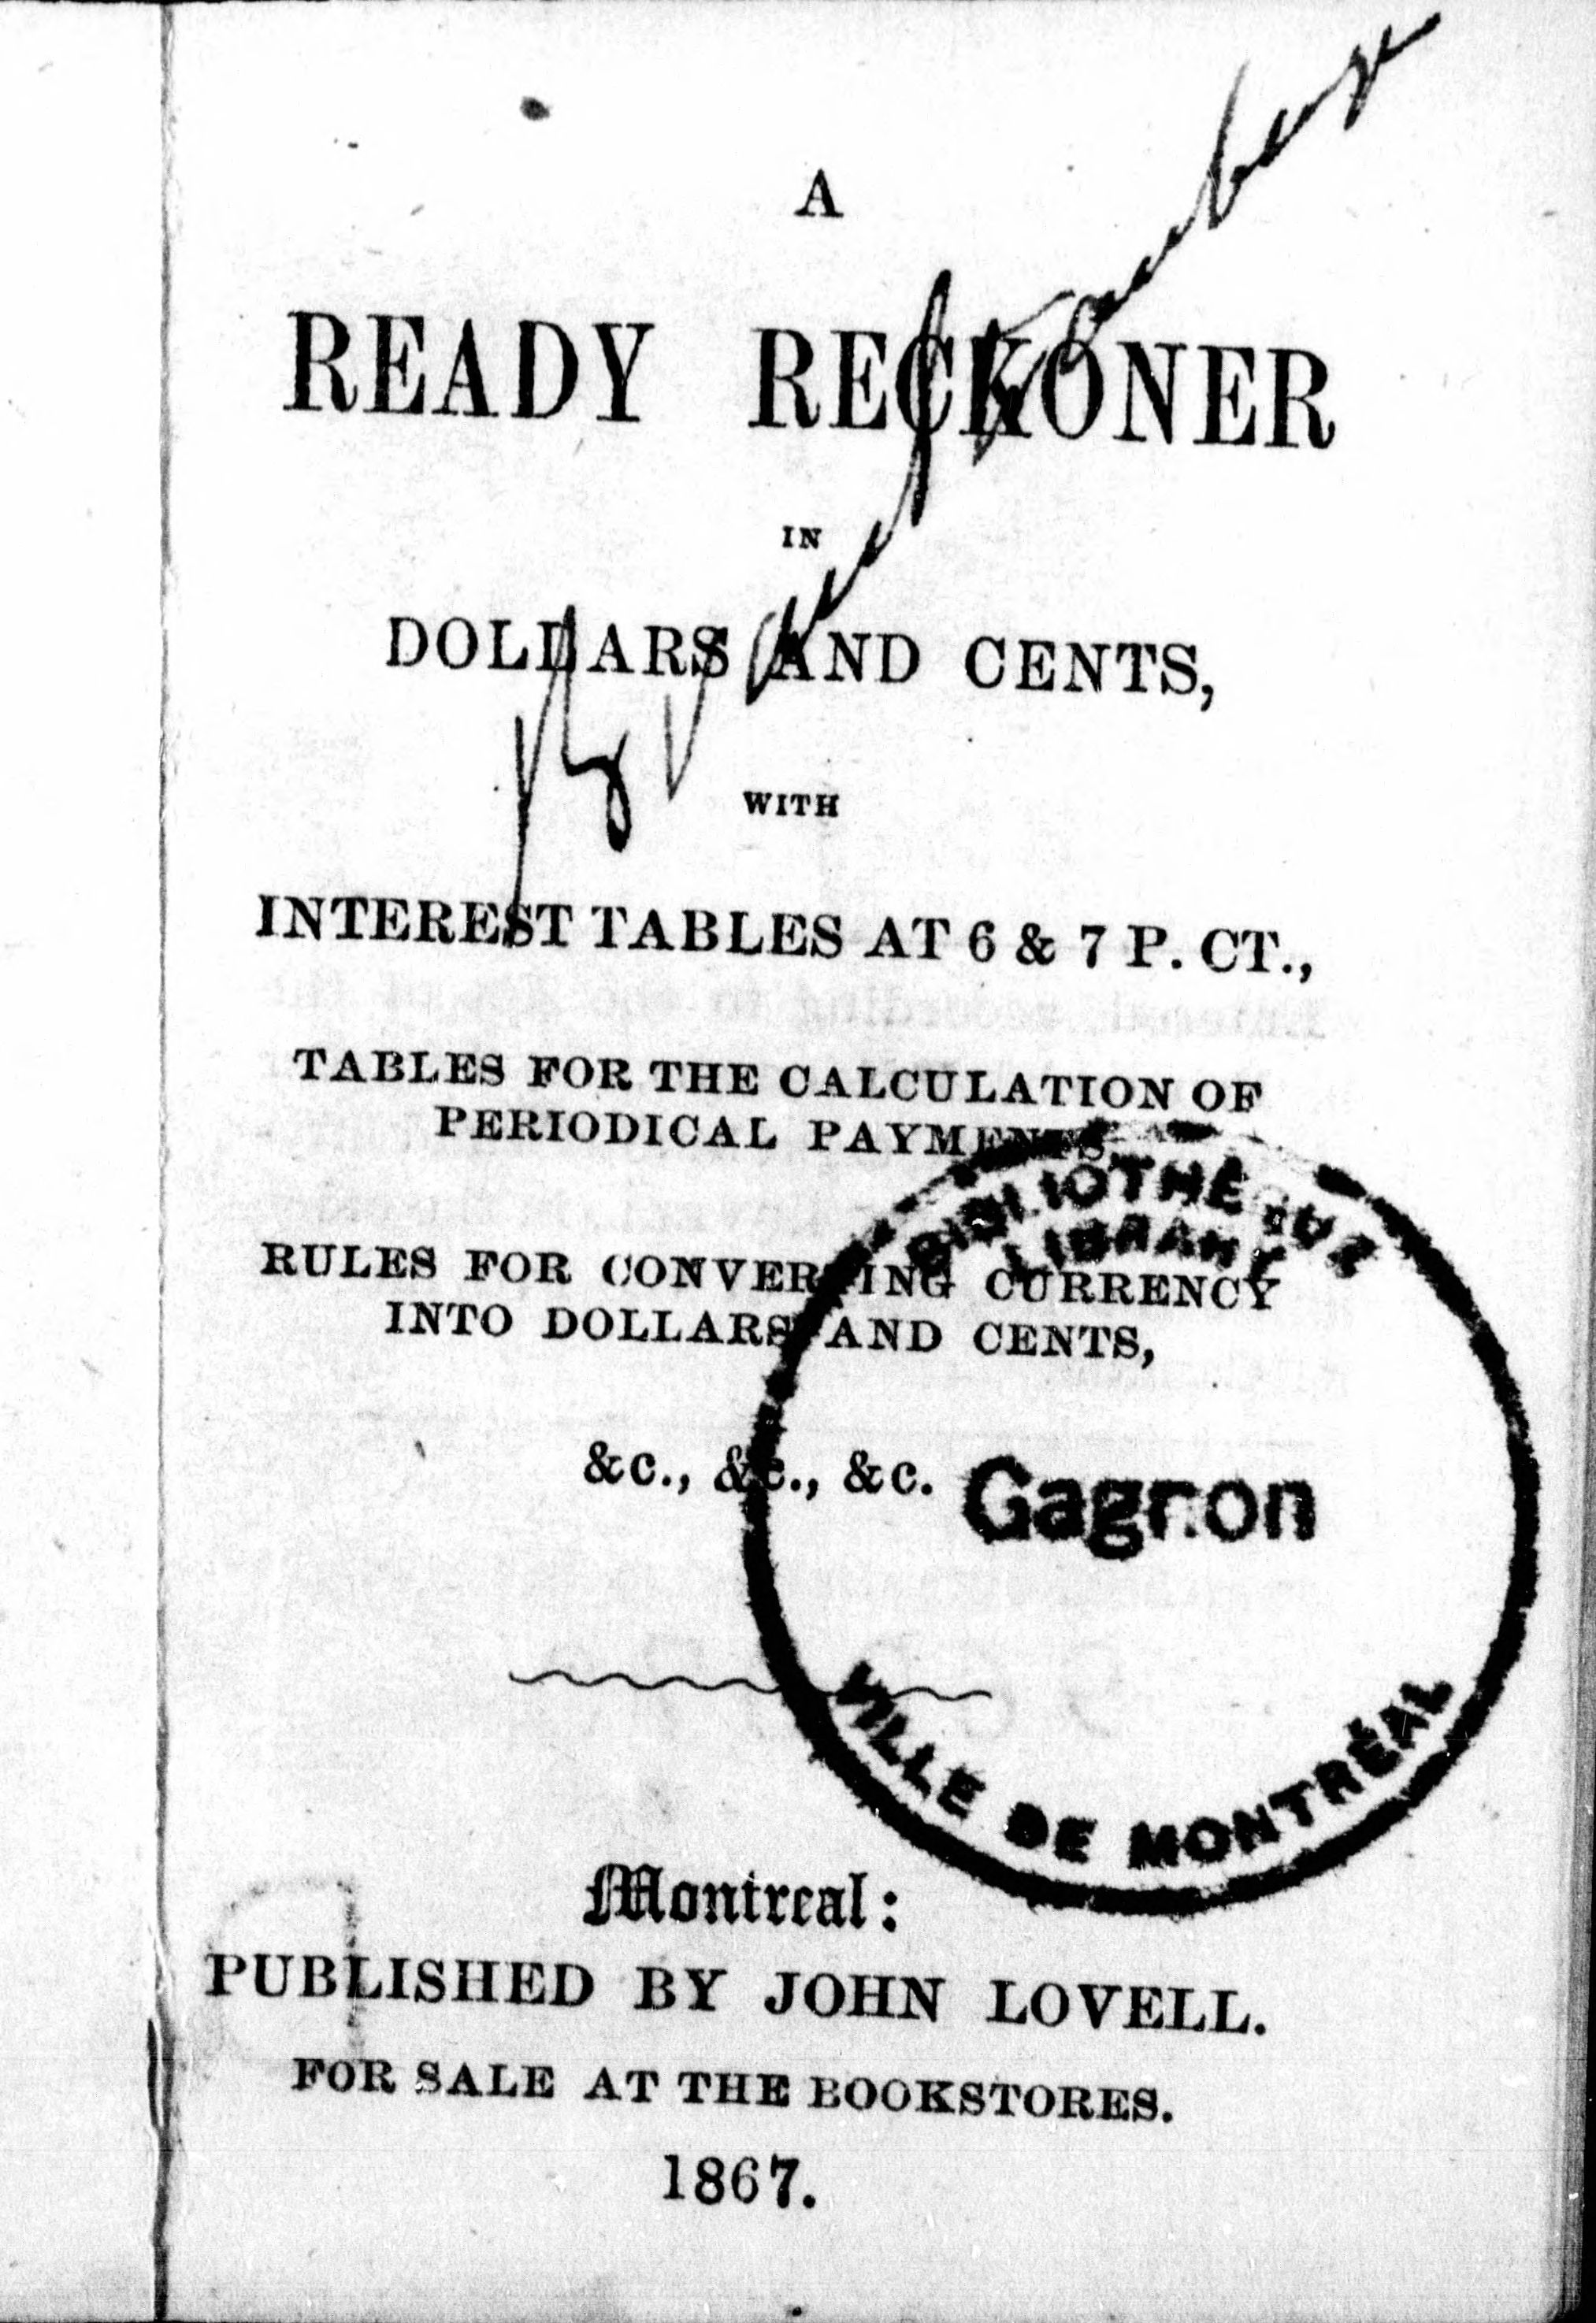 A
READY RECKONER
IN
DOLLARS AND CENTS,
WITH
INTEREST TABLES AT 6 & 7 P. CT.,
TABLES FOR THE CALCULATION OF
PERIODICAL PAYMENTS
RULES FOR CONVERTING CURRENCY
INTO DOLLARS AND CENTS,
&c., &c., &c.
BIBLIOTHÈQUE
LIBRARY
Gagnon
VILLE DE MONTRÉAL
Montreal:
PUBLISHED BY JOHN LOVELL.
FOR SALE AT THE BOOKSTORES.
1867.